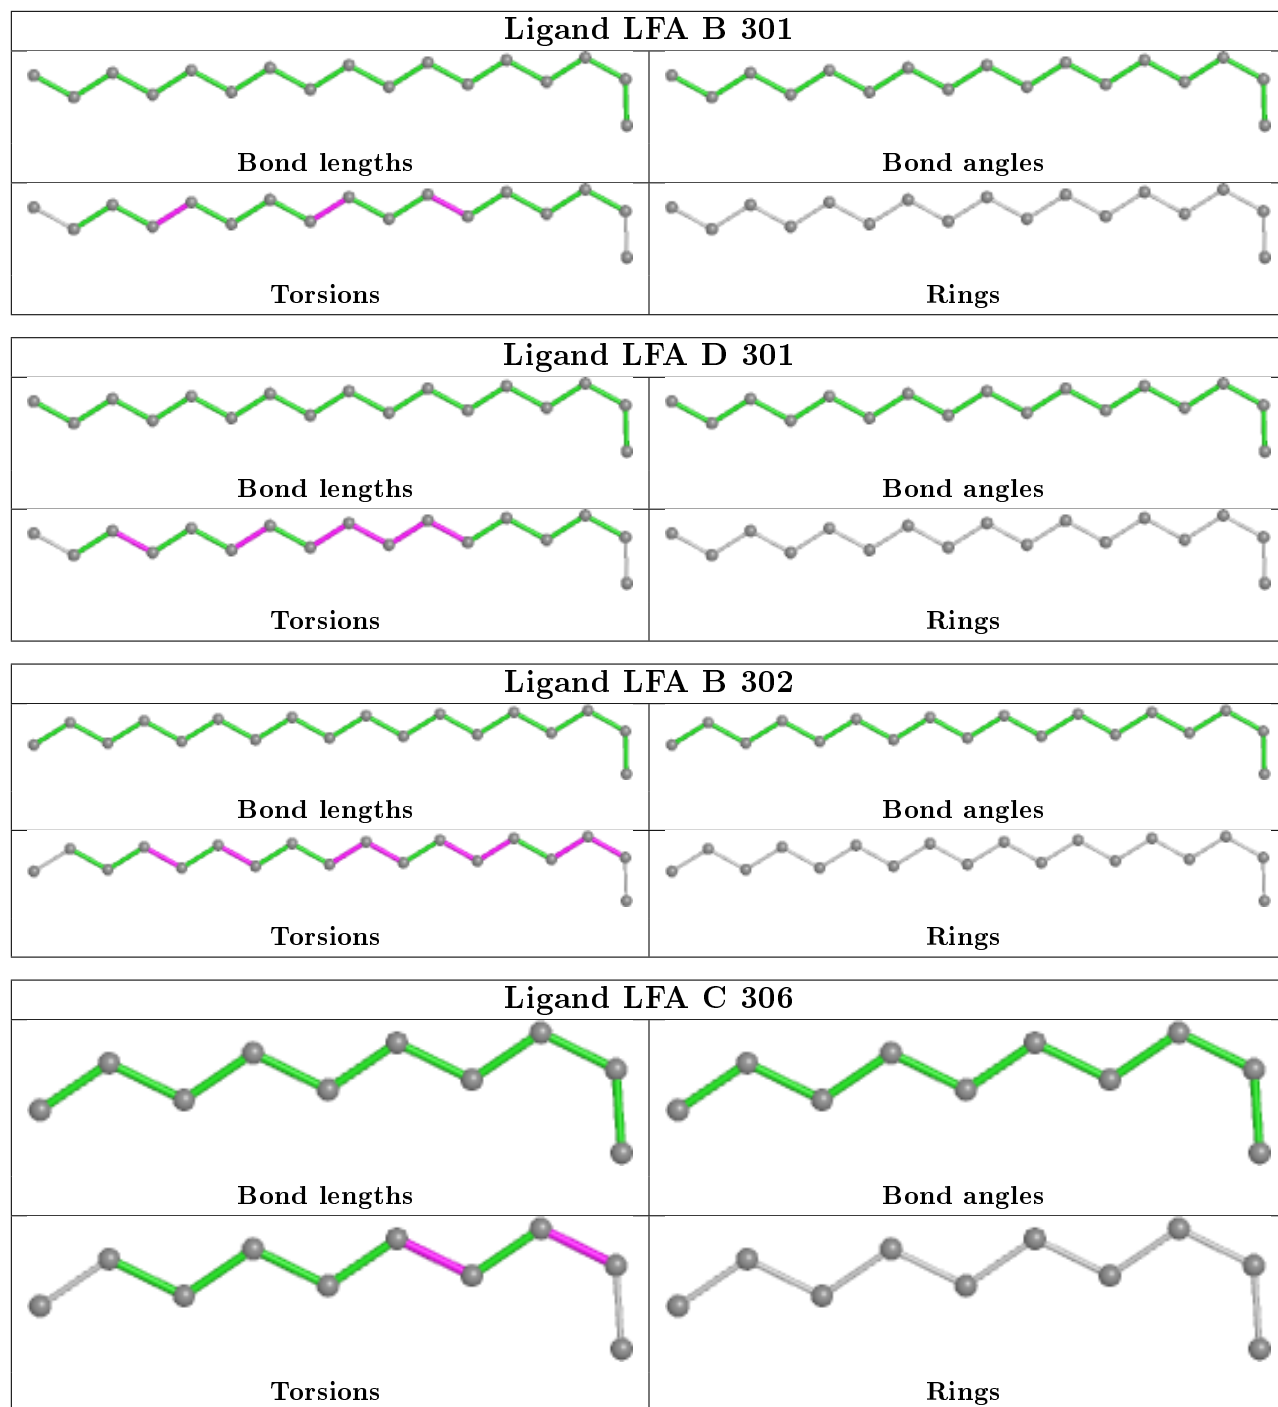 Ligand LFA B 301
Bond lengths
Bond angles
Torsions
Rings
Ligand LFA D 301
Bond lengths
Bond angles
Torsions
Rings
Ligand LFA B 302
Bond lengths
Bond angles
Torsions
Rings
Ligand LFA C 306
Bond lengths
Bond angles
Torsions
Rings